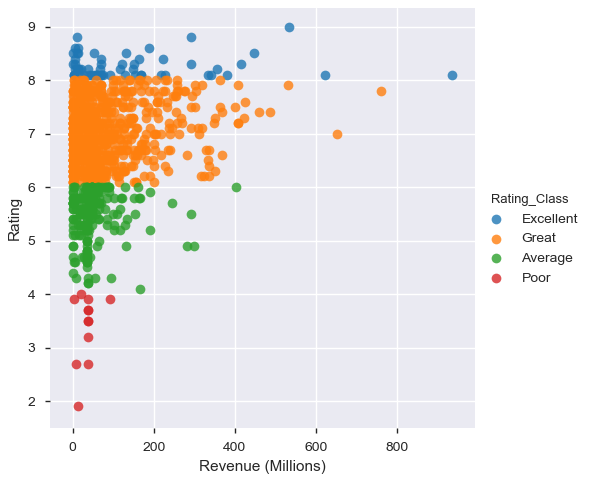 9
8
7
6
5
4
3
2
Rating
0 200 400 600 800
Revenue (Millions)
Rating_Class
Excellent
Great
Average
Poor